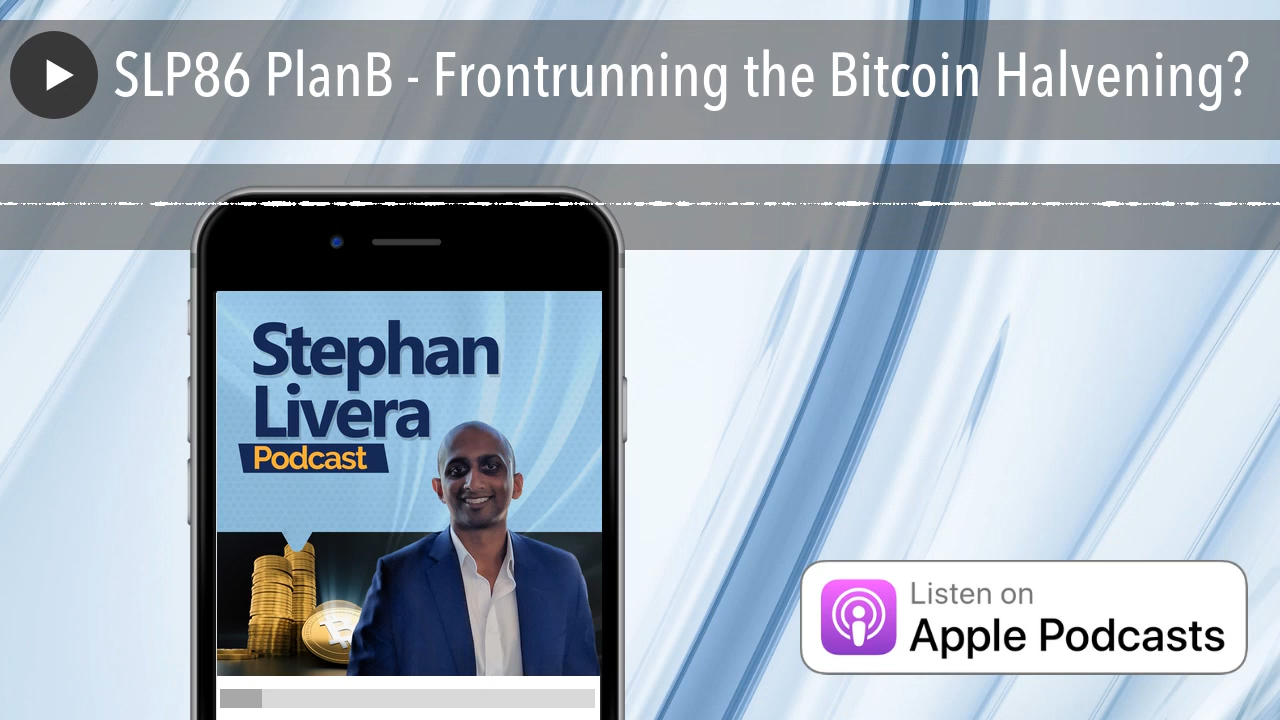 SLP86 PlanB - Frontrunning the Bitcoin Halvening?
Stephan
Livera
Podcast
Listen on
Apple Podcasts